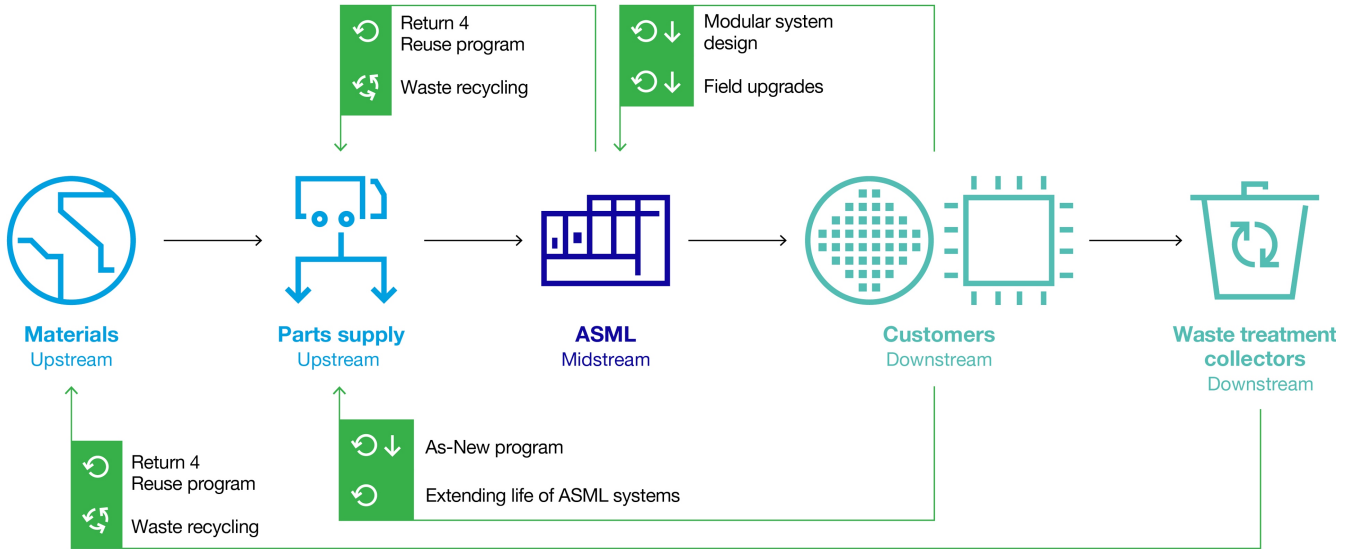 Return 4
Reuse program
Waste recycling
Modular system
design
Field upgrades
Materials
Upstream
Parts supply
Upstream
ASML
Midstream
Customers
Downstream
Waste treatment
collectors
Downstream
Return 4
Reuse program
Waste recycling
As-New program
Extending life of ASML systems